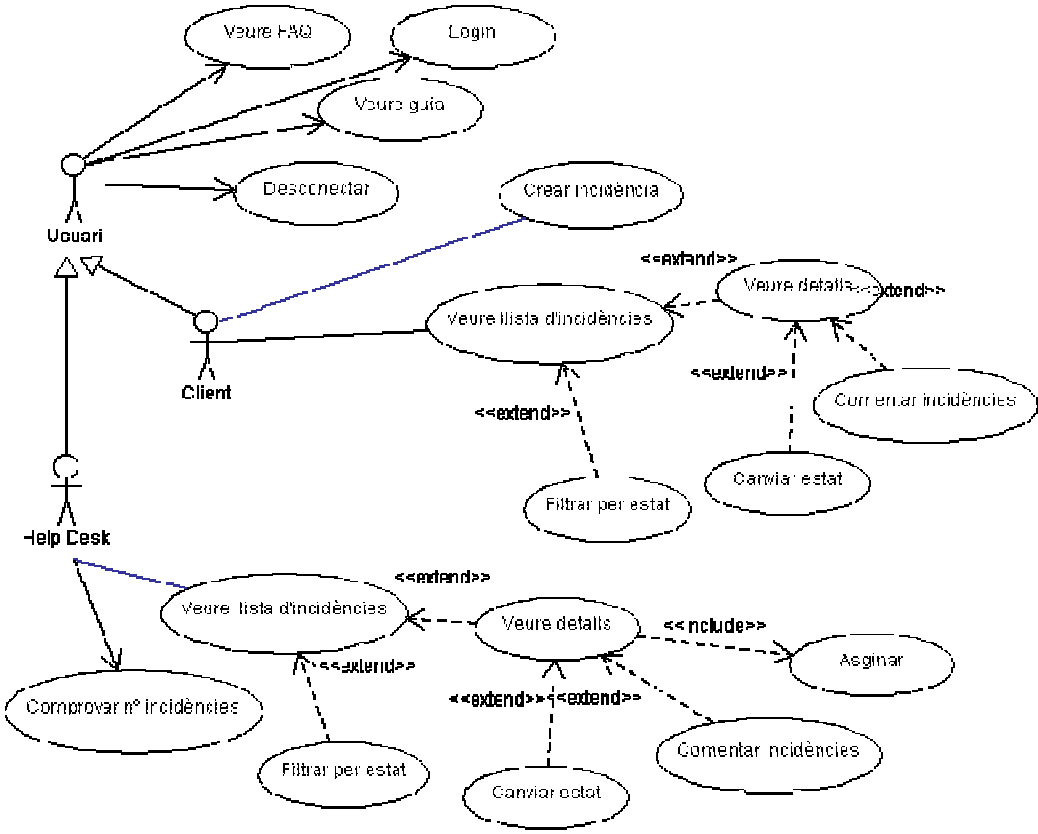 Veure FAQ
Login
Veure guia
Desconectar
Crear incidència
Usuari
<<extend>>
Veure detalls
<<extend>>
Veure llista d'incidències
Client
<<extend>>
Comentar incidències
<<extend>>
Canviar estat
Filtrar per estat
Help Desk
<<extend>>
Veure llista d'incidències
Veure detalls
<<include>>
Asginar
<<extend>>
<<extend>>
<<extend>>
Comprovar nº incidències
Comentar incidències
Filtrar per estat
Canviar estat